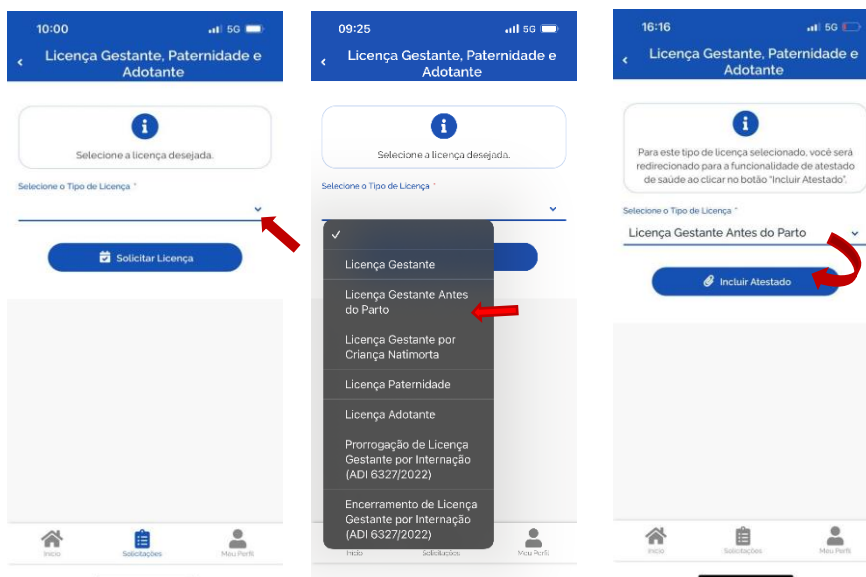 10:00
5G
Licença Gestante, Paternidade e
Adotante
Selecione a licença desejada.
Selecione o Tipo de Licença *
Solicitar Licença
Início
Solicitações
Meu Perfil
09:25
5G
Licença Gestante, Paternidade e
Adotante
Selecione a licença desejada.
Selecione o Tipo de Licença *
Licença Gestante
Licença Gestante Antes
do Parto
Licença Gestante por
Criança Natimorta
Licença Paternidade
Licença Adotante
Prorrogação de Licença
Gestante por Internação
(ADI 6327/2022)
Encerramento de Licença
Gestante por Internação
(ADI 6327/2022)
Início
Solicitações
Meu Perfil
16:16
5G
Licença Gestante, Paternidade e
Adotante
Para este tipo de licença selecionado, você será
redirecionado para a funcionalidade de atestado
de saúde ao clicar no botão "Incluir Atestado".
Selecione o Tipo de Licença *
Licença Gestante Antes do Parto
Incluir Atestado
Início
Solicitações
Meu Perfil